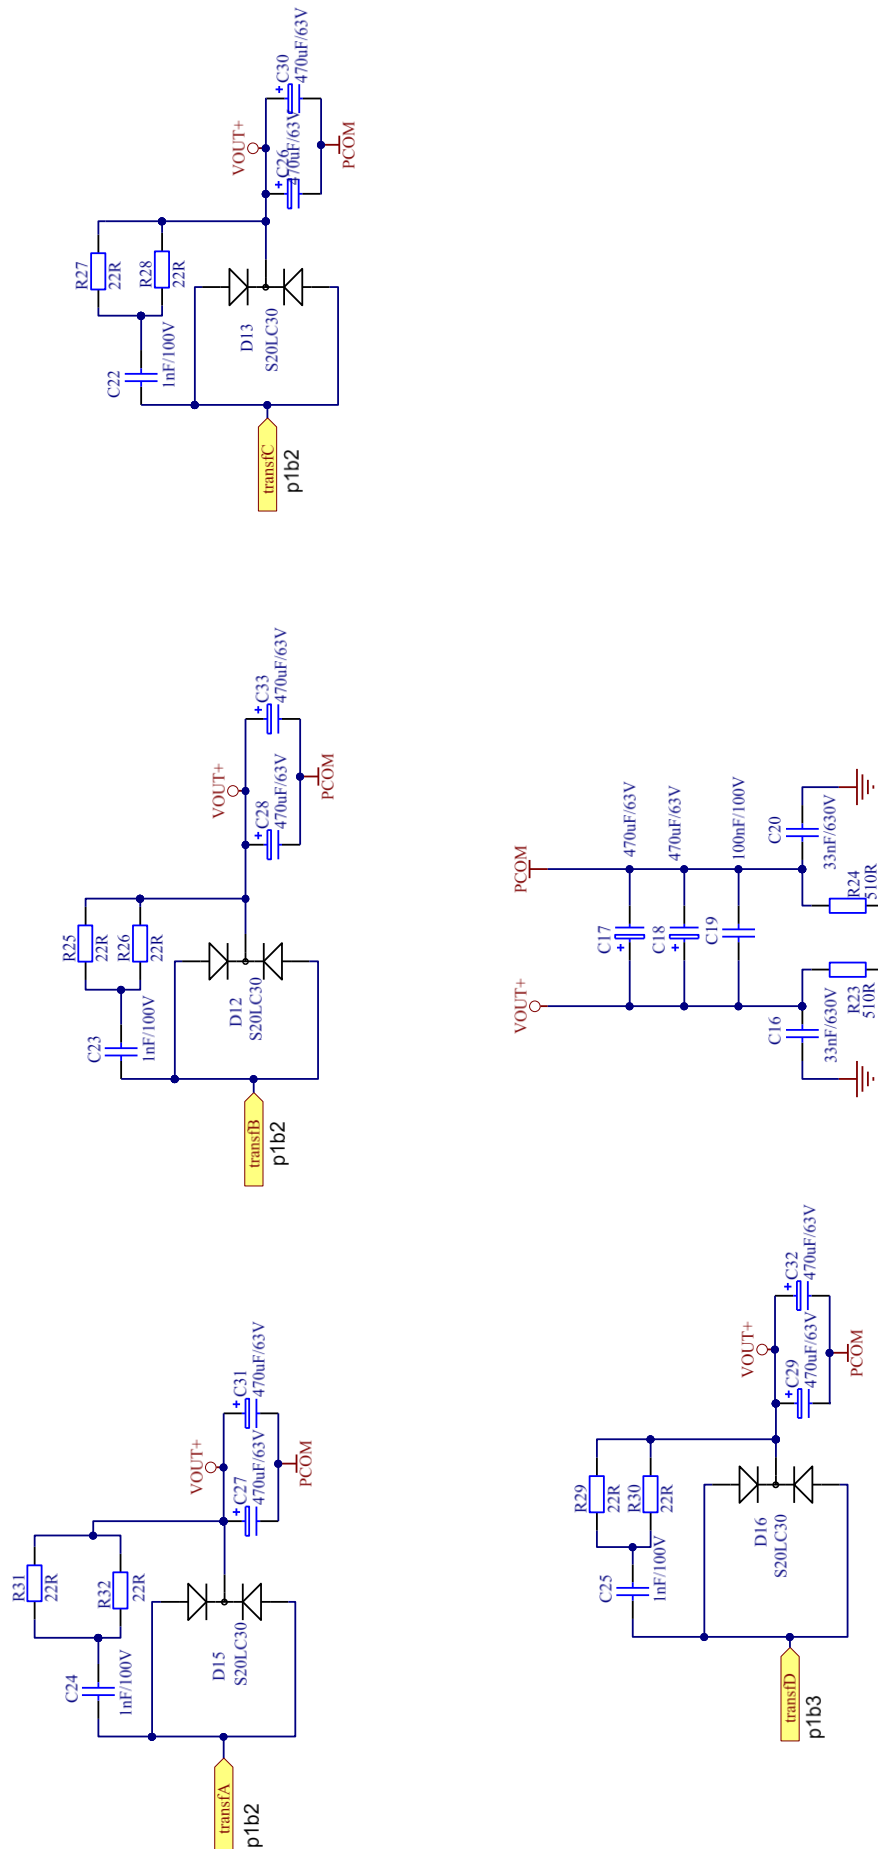 transfA
p1b2
C24
1nF/100V
R31
22R
R32
22R
D15
S20LC30
VOUT+
C27
470uF/63V
C31
470uF/63V
PCOM
transfB
p1b2
C23
1nF/100V
R25
22R
R26
22R
D12
S20LC30
VOUT+
C28
470uF/63V
C33
470uF/63V
PCOM
transfC
p1b2
C22
1nF/100V
R27
22R
R28
22R
D13
S20LC30
VOUT+
C26
470uF/63V
C30
470uF/63V
PCOM
transfD
p1b3
C25
1nF/100V
R29
22R
R30
22R
D16
S20LC30
VOUT+
C29
470uF/63V
C32
470uF/63V
PCOM
VOUT+
PCOM
C17
470uF/63V
C18
470uF/63V
C19
100nF/100V
C16
33nF/630V
C20
33nF/630V
R23
510R
R24
510R